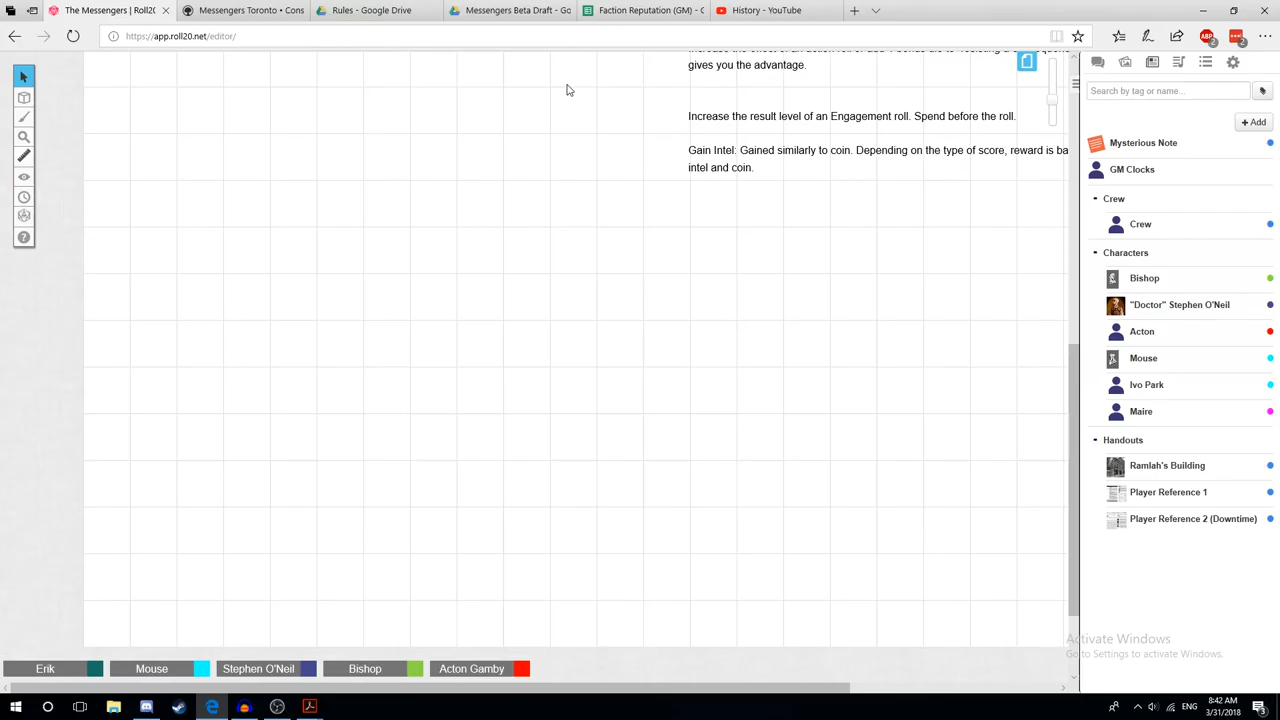 The Messengers | Roll20
Messengers Toronto • Cons
Rules - Google Drive
Messengers Beta Draft - Go
Faction Reputation (GM) - G
History - YouTube
https://app.roll20.net/editor/
gives you the advantage.
Increase the result level of an Engagement roll. Spend before the roll.
Gain Intel: Gained similarly to coin. Depending on the type of score, reward is ba
intel and coin.
Search by tag or name...
+ Add
Mysterious Note
GM Clocks
Crew
Crew
Characters
Bishop
"Doctor" Stephen O'Neil
Acton
Mouse
Ivo Park
Maire
Handouts
Ramlah's Building
Player Reference 1
Player Reference 2 (Downtime)
Activate Windows
Go to Settings to activate Windows.
Erik
Mouse
Stephen O'Neil
Bishop
Acton Gamby
ENG
8:42 AM
3/31/2018